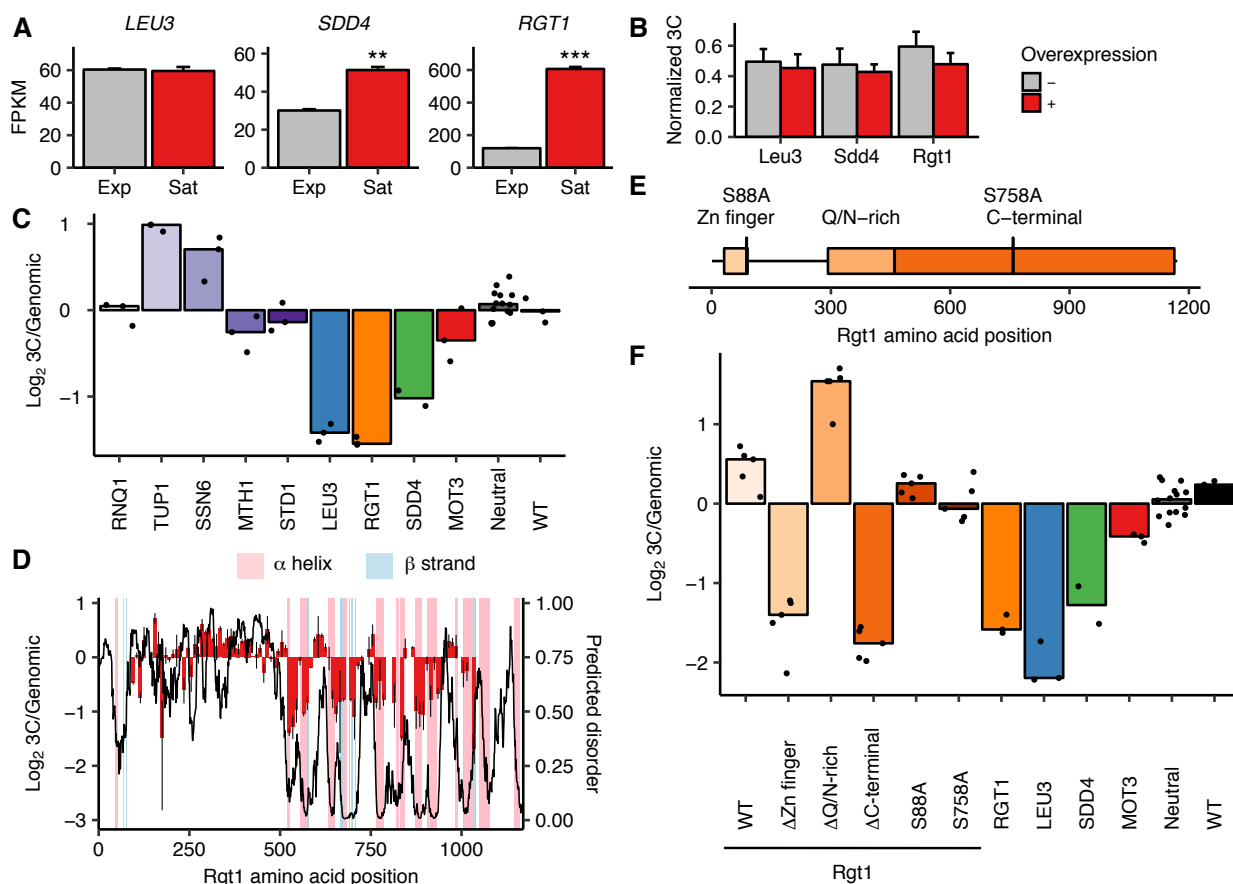 A
LEU3
SDD4
RGT1
**
***
FPKM
60
40
20
0
60
40
20
0
600
400
200
0
Exp
Sat
Exp
Sat
Exp
Sat
B
Normalized 3C
0.6
0.4
0.2
0.0
Leu3
Sdd4
Rgt1
Overexpression
−
+
C
Log2 3C/Genomic
1
0
−1
RNQ1
TUP1
SSN6
MTH1
STD1
LEU3
RGT1
SDD4
MOT3
Neutral
WT
D
α helix
β strand
Log2 3C/Genomic
1
0
−1
−2
−3
1.00
0.75
0.50
0.25
0.00
Predicted disorder
0
250
500
750
1000
Rgt1 amino acid position
E
S88A
Zn finger
Q/N−rich
S758A
C−terminal
0
300
600
900
1200
Rgt1 amino acid position
F
Log2 3C/Genomic
1
0
−1
−2
WT
ΔZn finger
ΔQ/N−rich
ΔC−terminal
S88A
S758A
RGT1
LEU3
SDD4
MOT3
Neutral
WT
Rgt1